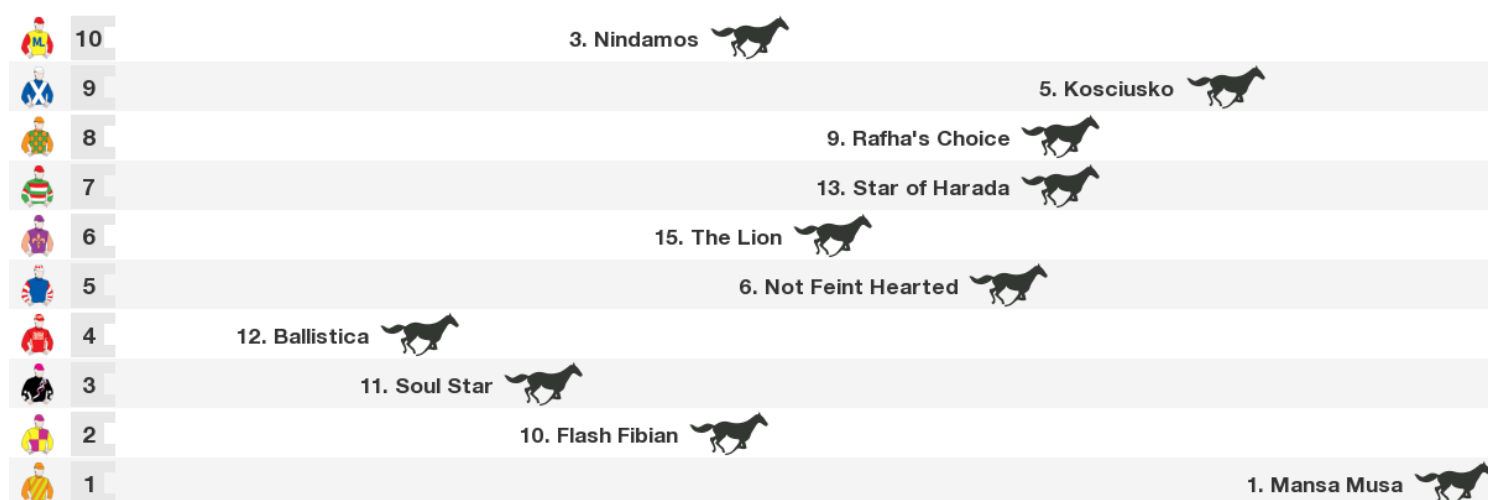 ML 10 3. Nindamos
9 5. Kosciusko
8 9. Rafha's Choice
7 13. Star of Harada
6 15. The Lion
5 6. Not Feint Hearted
4 12. Ballistica
3 11. Soul Star
2 10. Flash Fibian
1 1. Mansa Musa